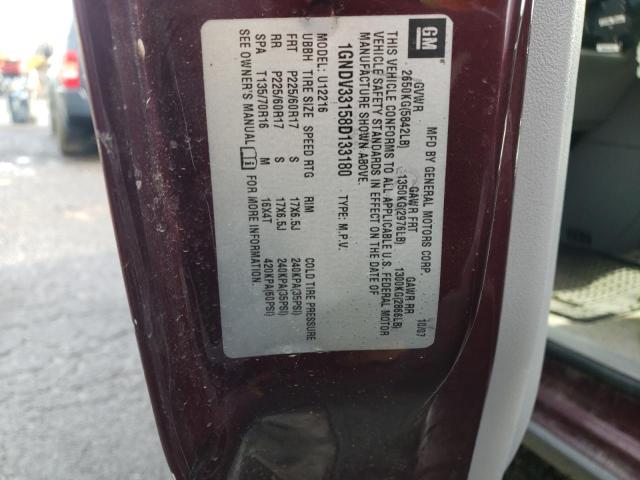 GM
MFD BY GENERAL MOTORS CORP. 10/07
GVWR GAWR FRT GAWR RR
2650KG(5842LB) 1350KG(2976LB) 1300KG(2866LB)
THIS VEHICLE CONFORMS TO ALL APPLICABLE U.S. FEDERAL MOTOR
VEHICLE SAFETY STANDARDS IN EFFECT ON THE DATE OF
MANUFACTURE SHOWN ABOVE.
1GNDV33158D133180 TYPE: M.P.V.
MODEL: U12216
UBBH TIRE SIZE SPEED RTG RIM COLD TIRE PRESSURE
FRT P225/60R17 S 17X6.5J 240KPA(35PSI)
RR P225/60R17 S 17X6.5J 240KPA(35PSI)
SPA T135/70R16 M 16X4T 420KPA(60PSI)
SEE OWNER'S MANUAL FOR MORE INFORMATION.